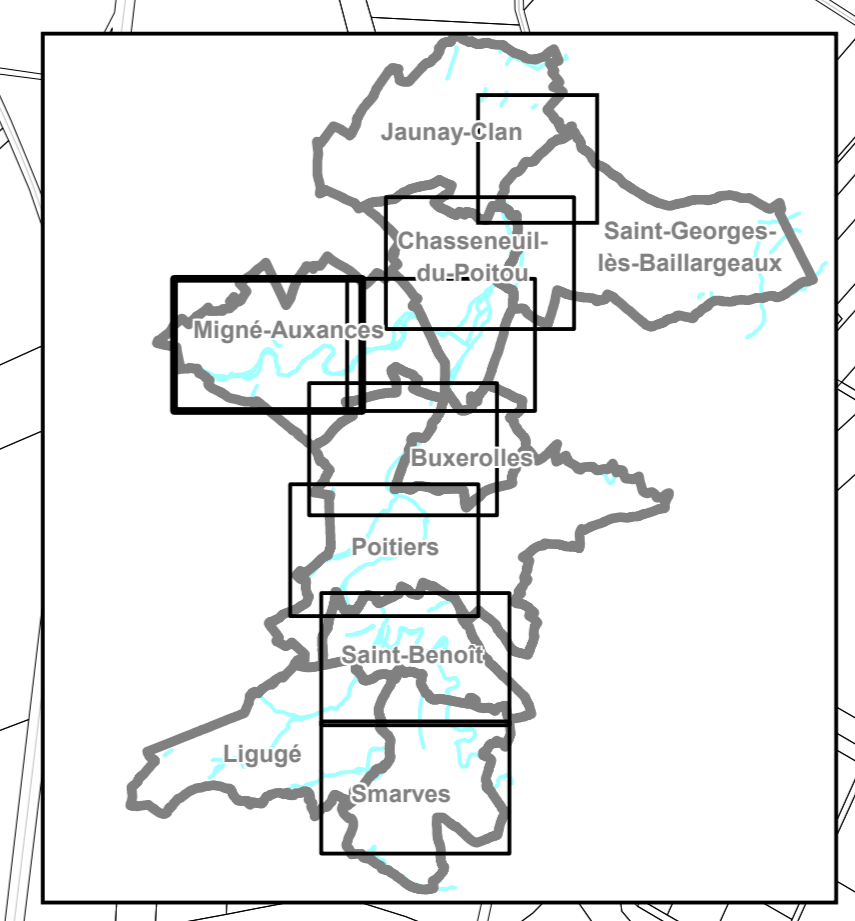 Jaunay-Clan
Saint-Georges-
lès-Baillargeaux
Chasseneuil-
du-Poitou
Migné-Auxances
Buxerolles
Poitiers
Saint-Benoît
Ligugé
Smarves